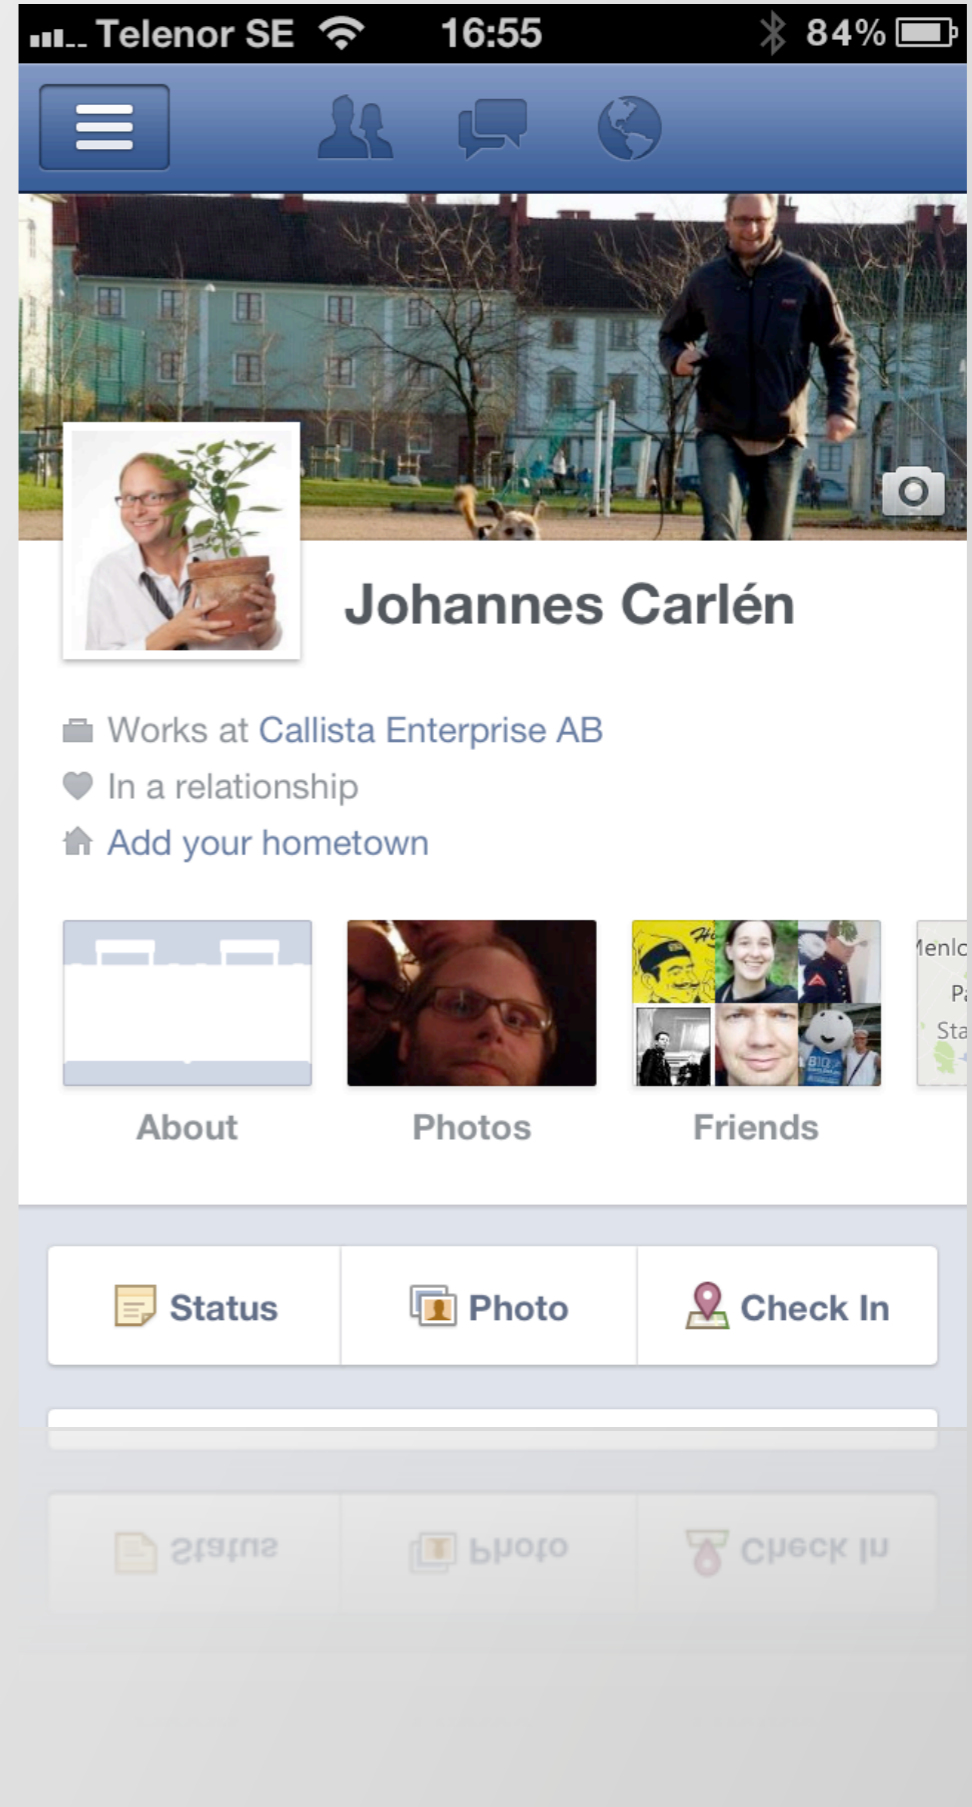 Telenor SE 16:55 84%
Johannes Carlén
Works at Callista Enterprise AB
In a relationship
Add your hometown
About Photos Friends
Status Photo Check In
Status Photo Check In